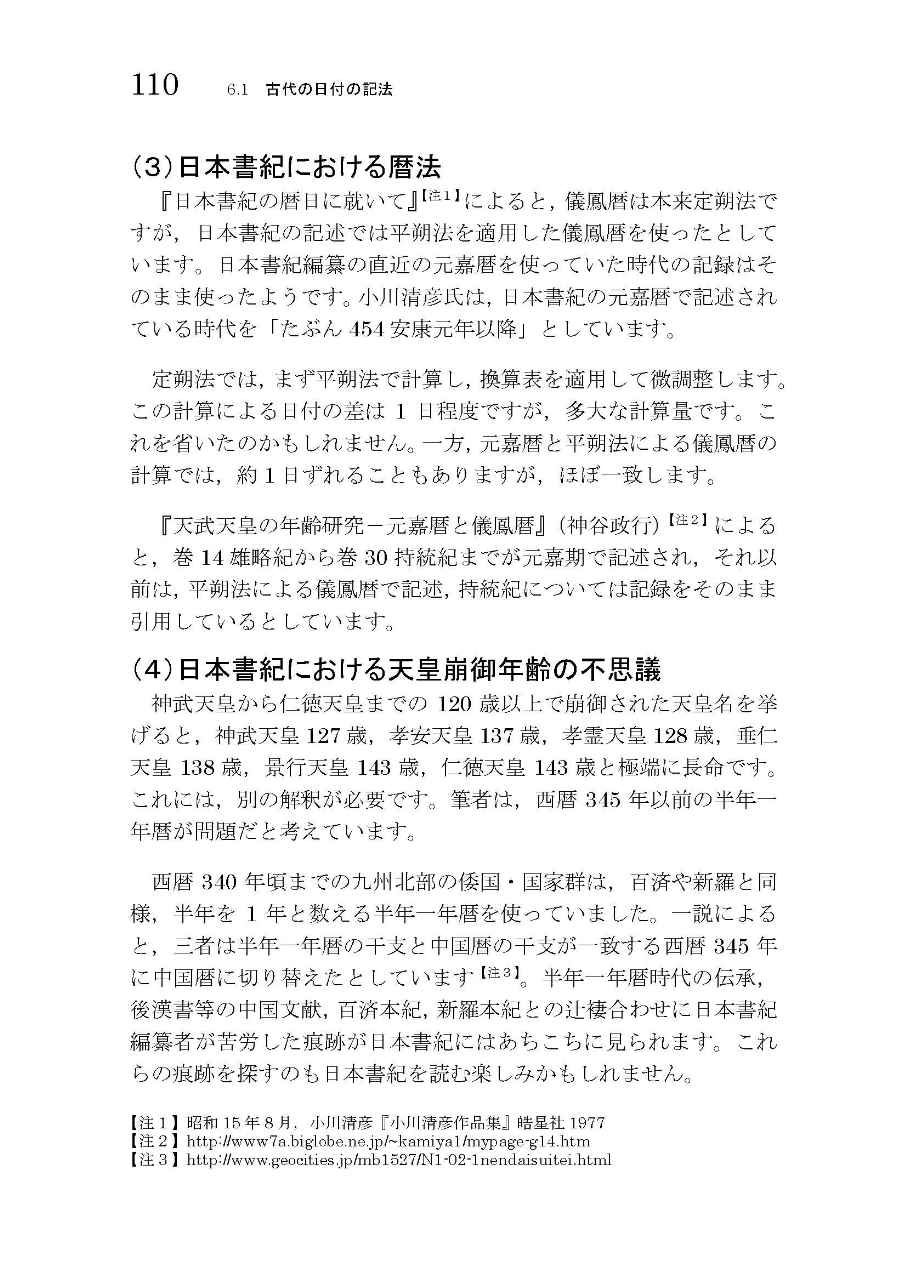 110 6.1 古代の日付の記法
（３）日本書紀における暦法
『日本書紀の暦日に就いて』【注１】によると，儀鳳暦は本来定朔法で
すが，日本書紀の記述では平朔法を適用した儀鳳暦を使ったとして
います。日本書紀編纂の直近の元嘉暦を使っていた時代の記録はそ
のまま使ったようです。小川清彦氏は，日本書紀の元嘉暦で記述され
ている時代を「たぶん 454 安康元年以降」としています。
定朔法では，まず平朔法で計算し，換算表を適用して微調整します。
この計算による日付の差は 1 日程度ですが，多大な計算量です。こ
れを省いたのかもしれません。一方，元嘉暦と平朔法による儀鳳暦の
計算では，約 1 日ずれることもありますが，ほぼ一致します。
『天武天皇の年齢研究－元嘉暦と儀鳳暦』（神谷政行）【注２】による
と，巻 14 雄略紀から巻 30 持統紀までが元嘉期で記述され，それ以
前は，平朔法による儀鳳暦で記述，持統紀については記録をそのまま
引用しているとしています。
（４）日本書紀における天皇崩御年齢の不思議
神武天皇から仁徳天皇までの 120 歳以上で崩御された天皇名を挙
げると，神武天皇 127 歳，孝安天皇 137 歳，孝霊天皇 128 歳，垂仁
天皇 138 歳，景行天皇 143 歳，仁徳天皇 143 歳と極端に長命です。
これには，別の解釈が必要です。筆者は，西暦 345 年以前の半年一
年暦が問題だと考えています。
西暦 340 年頃までの九州北部の倭国・国家群は，百済や新羅と同
様，半年を 1 年と数える半年一年暦を使っていました。一説による
と，三者は半年一年暦の干支と中国暦の干支が一致する西暦 345 年
に中国暦に切り替えたとしています【注３】。半年一年暦時代の伝承，
後漢書等の中国文献，百済本紀，新羅本紀との辻褄合わせに日本書紀
編纂者が苦労した痕跡が日本書紀にはあちこちに見られます。これ
らの痕跡を探すのも日本書紀を読む楽しみかもしれません。
【注１】昭和 15 年 8 月，小川清彦『小川清彦作品集』皓星社 1977
【注２】http://www7a.biglobe.ne.jp/~kamiya1/mypage-g14.htm
【注３】http://www.geocities.jp/mb1527/N1-02-1nendaisuitei.html